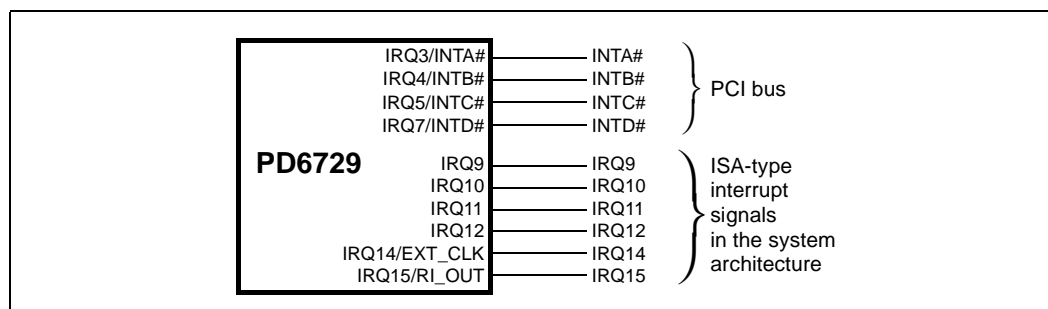 IRQ3/INTA# INTA#
IRQ4/INTB# INTB#
IRQ5/INTC# INTC#
IRQ7/INTD# INTD#
PCI bus
PD6729
IRQ9 IRQ9
IRQ10 IRQ10
IRQ11 IRQ11
IRQ12 IRQ12
IRQ14/EXT_CLK IRQ14
IRQ15/RI_OUT IRQ15
ISA-type
interrupt
signals
in the system
architecture